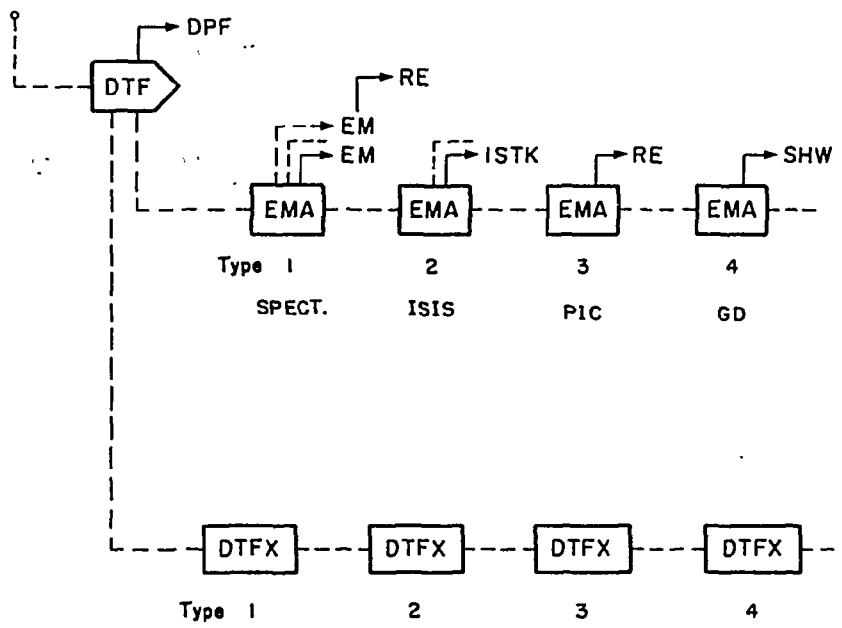 DPF
DTF
RE
EM
EM
ISTK
RE
SHW
EMA EMA EMA EMA
Type 1 2 3 4
SPECT. ISIS PIC GD
DTFX DTFX DTFX DTFX
Type 1 2 3 4